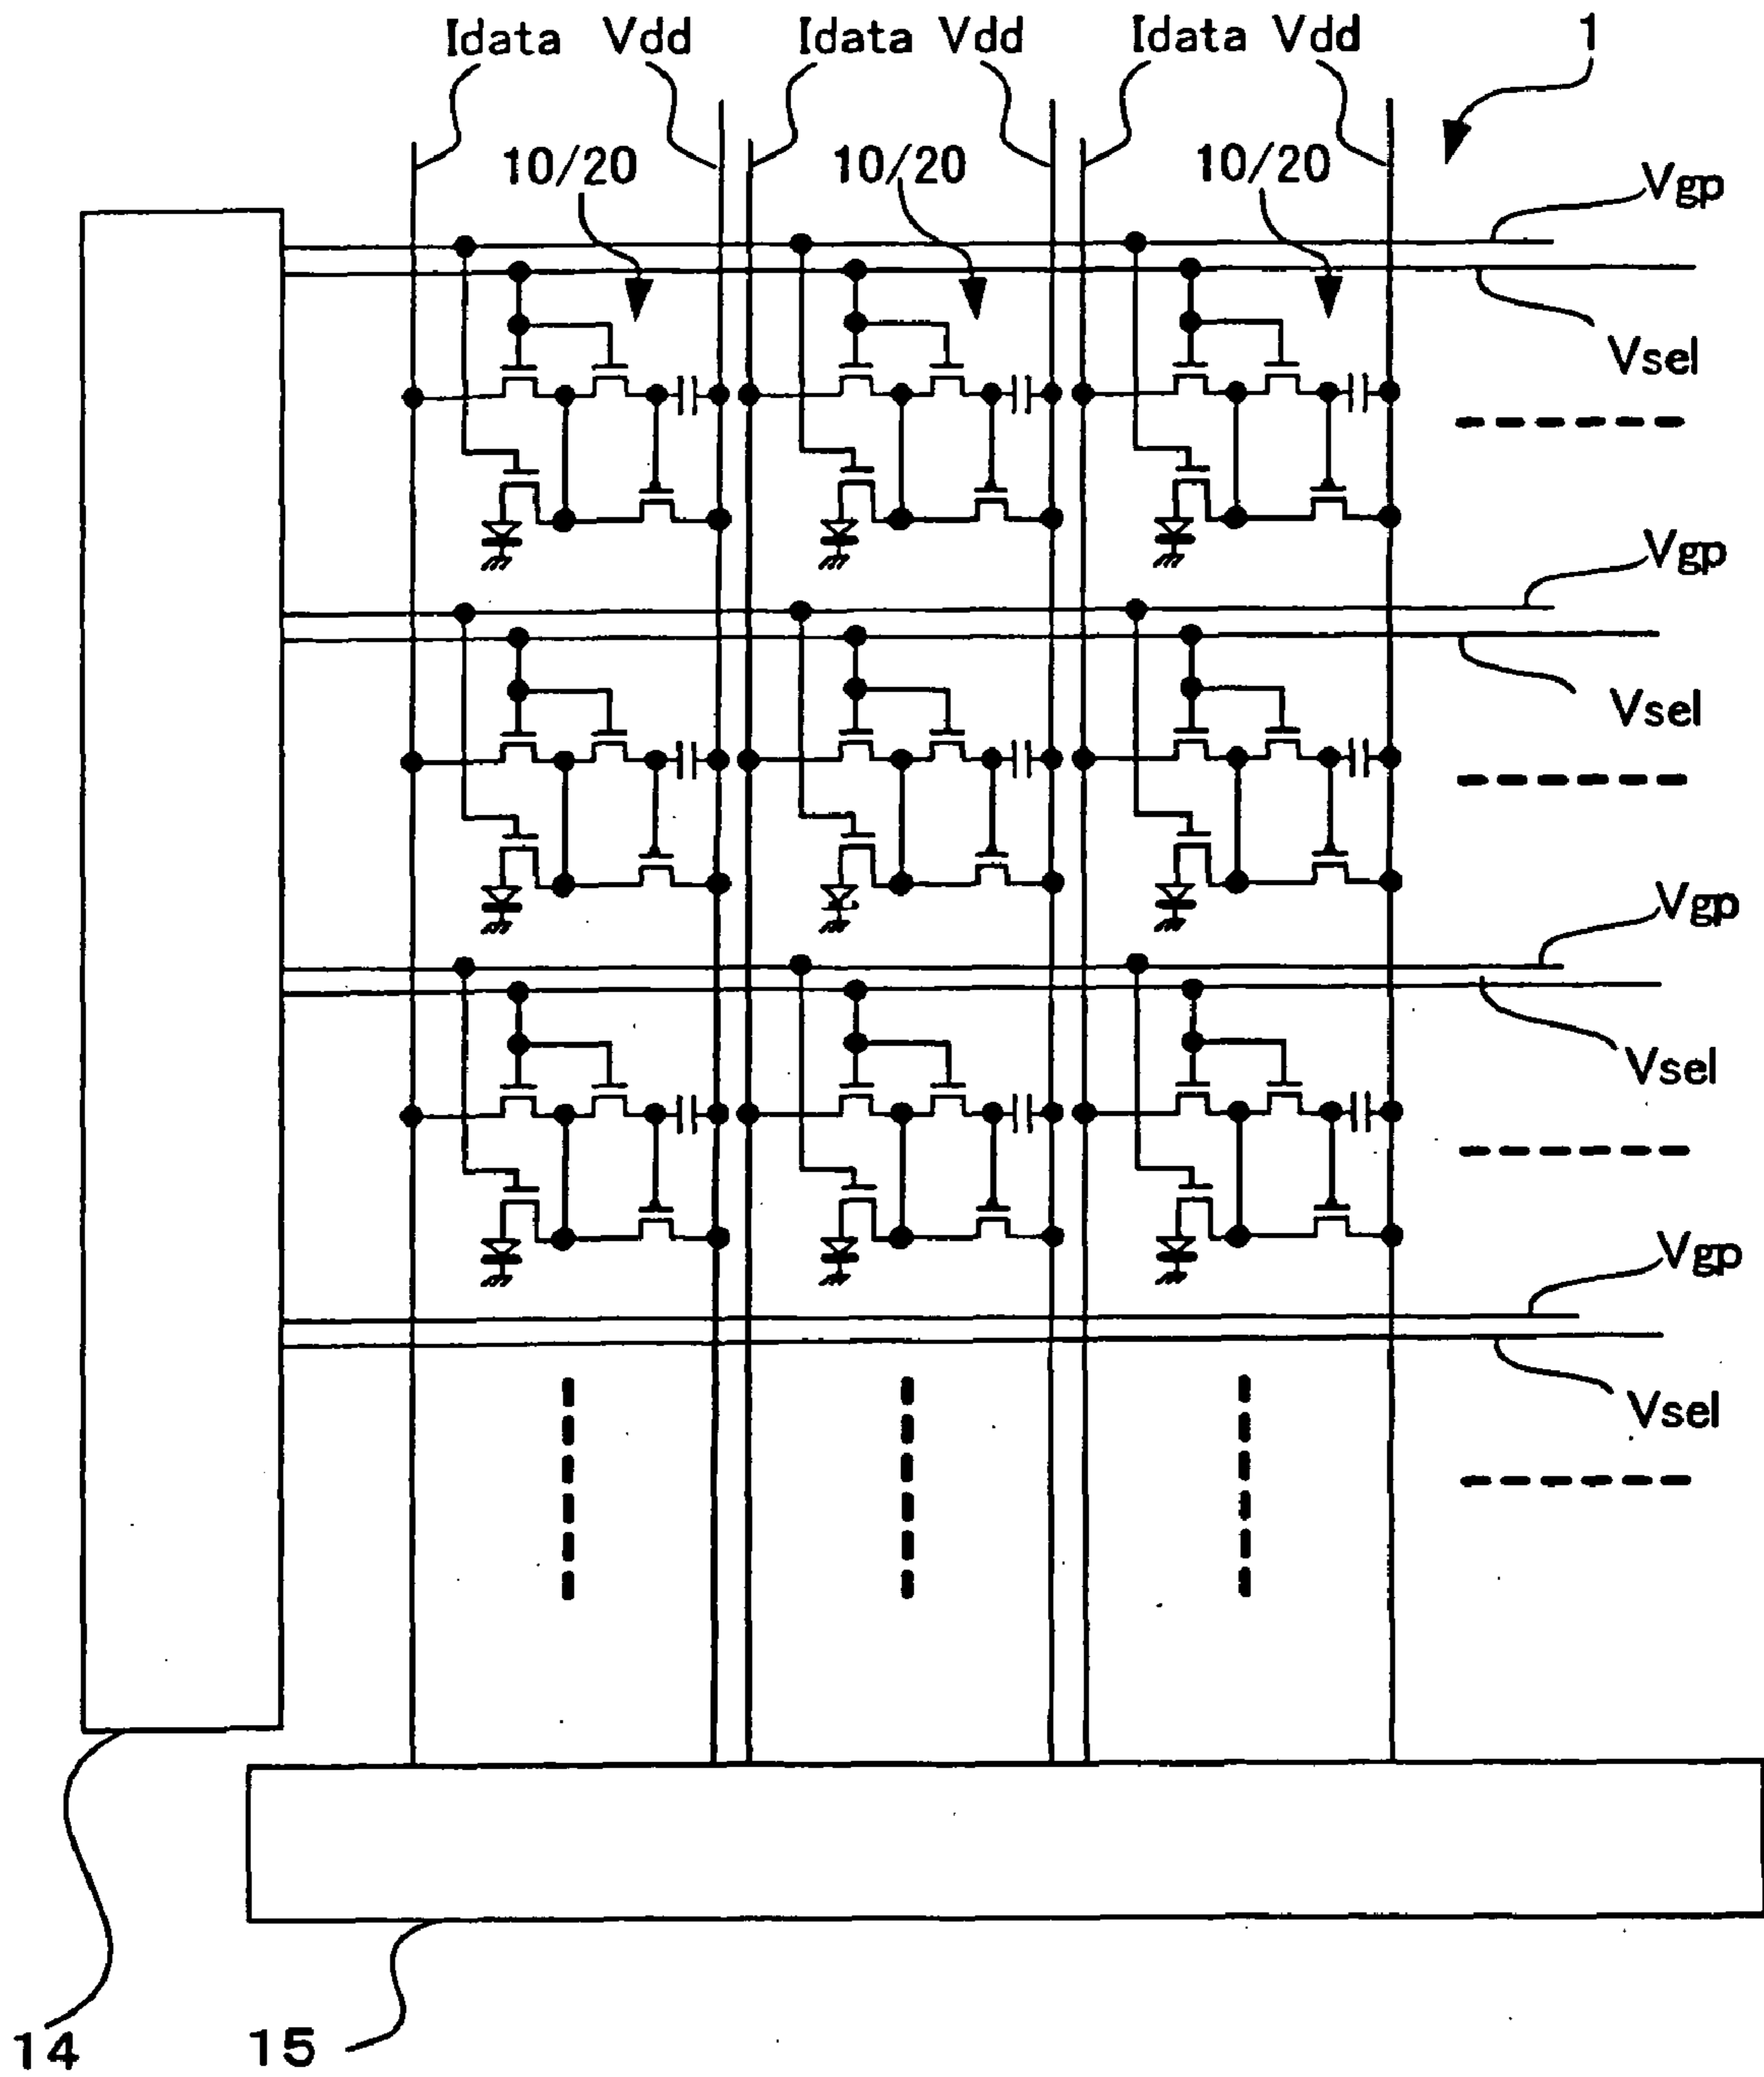 Idata Vdd Idata Vdd Idata Vdd 1
10/20 10/20 10/20
Vgp
Vsel
Vgp
Vsel
Vgp
Vsel
Vgp
Vsel
14
15